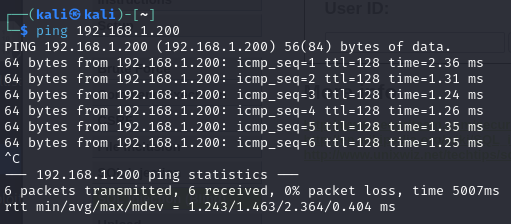 User ID:
┌──(kali㉿kali)-[~]
└─$ ping 192.168.1.200
PING 192.168.1.200 (192.168.1.200) 56(84) bytes of data.
64 bytes from 192.168.1.200: icmp_seq=1 ttl=128 time=2.36 ms
64 bytes from 192.168.1.200: icmp_seq=2 ttl=128 time=1.31 ms
64 bytes from 192.168.1.200: icmp_seq=3 ttl=128 time=1.24 ms
64 bytes from 192.168.1.200: icmp_seq=4 ttl=128 time=1.26 ms
64 bytes from 192.168.1.200: icmp_seq=5 ttl=128 time=1.35 ms
64 bytes from 192.168.1.200: icmp_seq=6 ttl=128 time=1.25 ms
^C
--- 192.168.1.200 ping statistics ---
6 packets transmitted, 6 received, 0% packet loss, time 5007ms
rtt min/avg/max/mdev = 1.243/1.463/2.364/0.404 ms